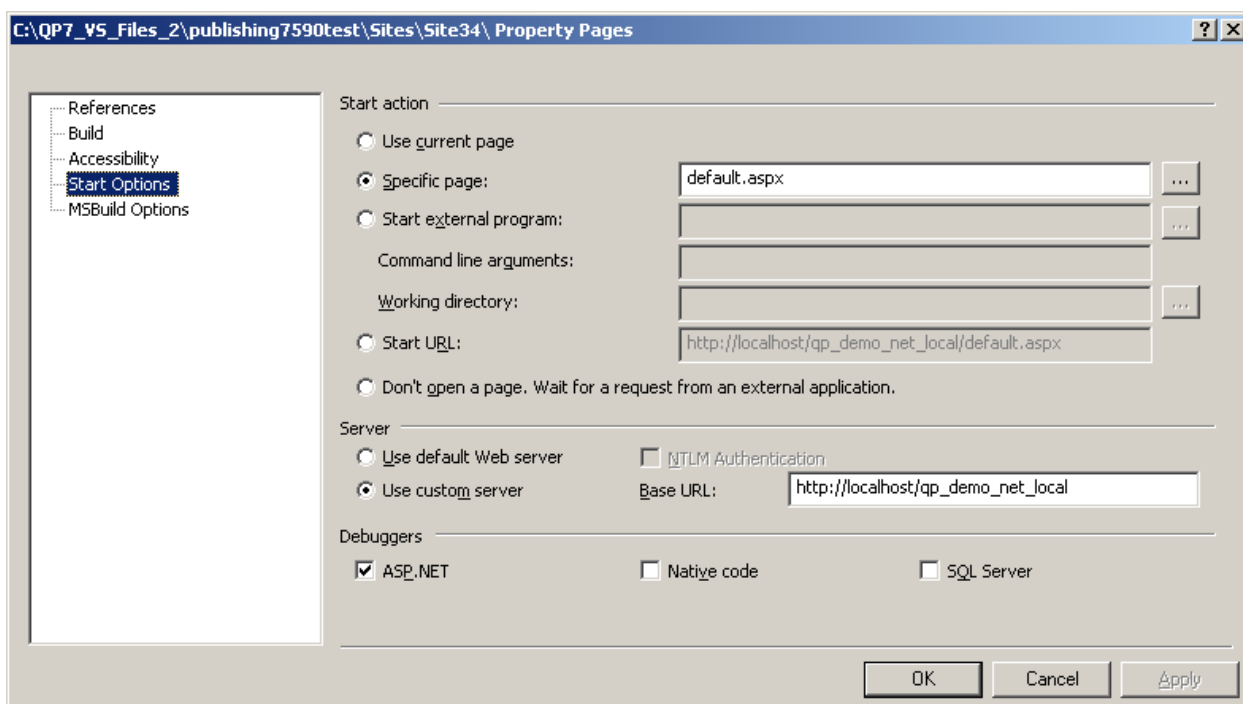 C:\QP7_VS_Files_2\publishing7590test\Sites\Site34\ Property Pages
References
Build
Accessibility
Start Options
MSBuild Options
Start action
Use current page
Specific page: default.aspx ...
Start external program: ...
Command line arguments:
Working directory: ...
Start URL: http://localhost/qp_demo_net_local/default.aspx
Don't open a page. Wait for a request from an external application.
Server
Use default Web server NTLM Authentication
Use custom server Base URL: http://localhost/qp_demo_net_local
Debuggers
ASP.NET Native code SQL Server
OK Cancel Apply